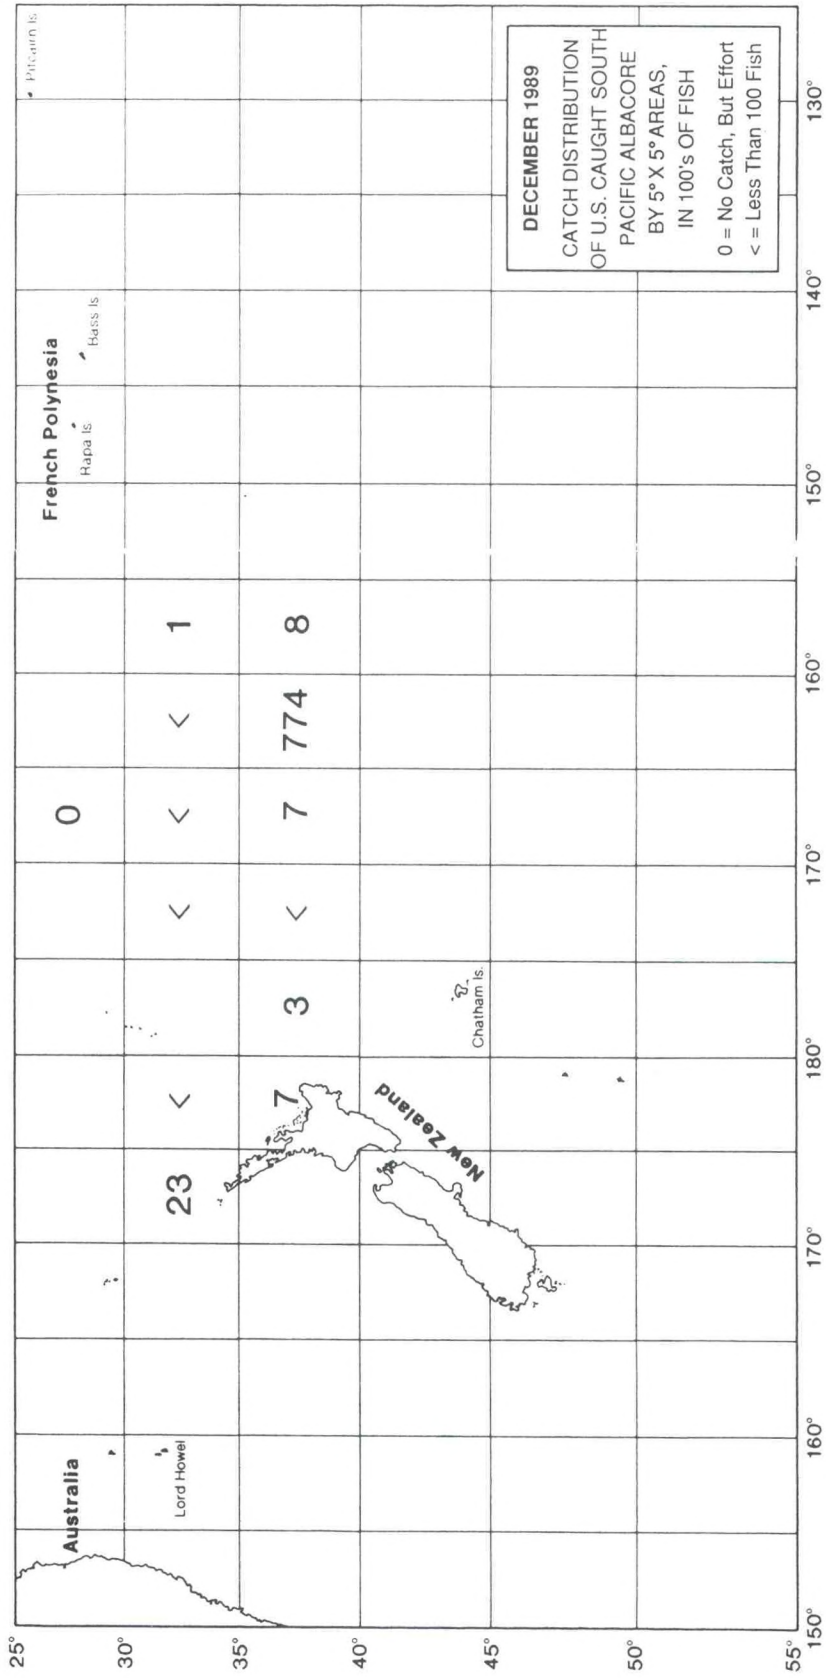 25°
30°
35°
40°
45°
50°
55°
150°
160°
170°
180°
170°
160°
150°
140°
130°
Australia
Lord Howel
New Zealand
Chatham Is.
French Polynesia
Rapa Is
Bass Is
Pitcairn Is
0
23
<
<
<
<
1
7
3
<
7
774
8
DECEMBER 1989
CATCH DISTRIBUTION
OF U.S. CAUGHT SOUTH
PACIFIC ALBACORE
BY 5° X 5° AREAS,
IN 100's OF FISH
0 = No Catch, But Effort
< = Less Than 100 Fish